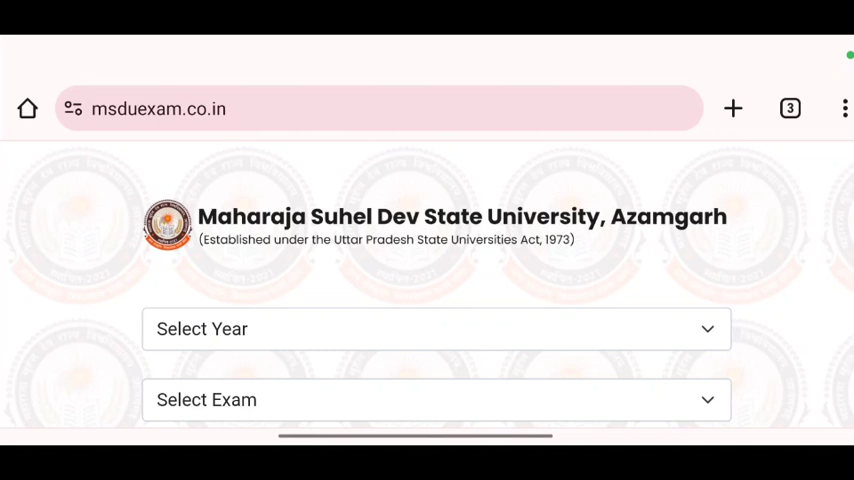 msduexam.co.in
3
Maharaja Suhel Dev State University, Azamgarh
(Established under the Uttar Pradesh State Universities Act, 1973)
Select Year
Select Exam